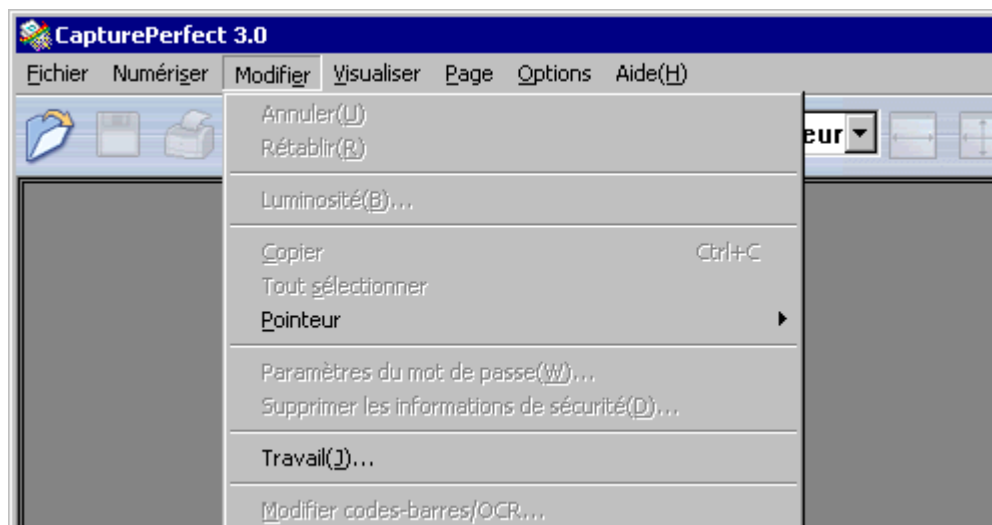 CapturePerfect 3.0
Fichier Numériser Modifier Visualiser Page Options Aide(H)
Annuler(U)
Rétablir(R)
eur
Luminosité(B)...
Copier Ctrl+C
Tout sélectionner
Pointeur
Paramètres du mot de passe(W)...
Supprimer les informations de sécurité(D)...
Travail(J)...
Modifier codes-barres/OCR...